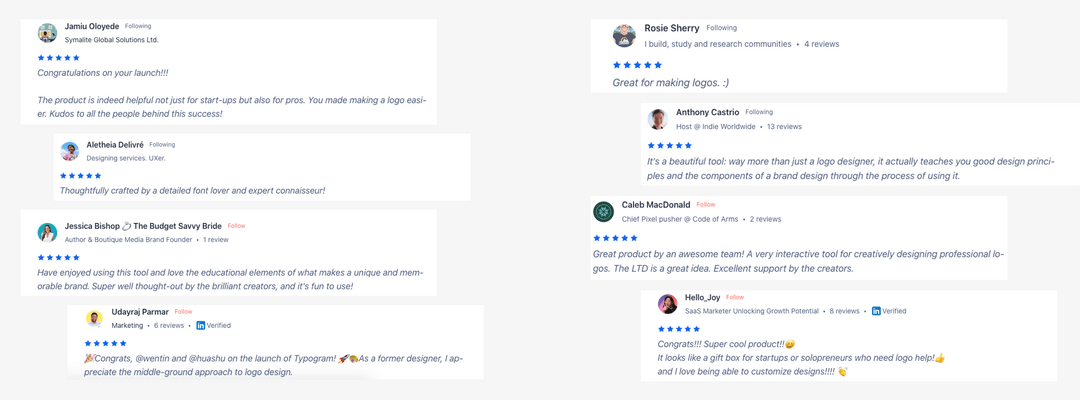 Jamiu Oloyede Following
Symalite Global Solutions Ltd.
Congratulations on your launch!!!
The product is indeed helpful not just for start-ups but also for pros. You made making a logo easi-
er. Kudos to all the people behind this success!
Aletheia Delivré Following
Designing services. UXer.
Thoughtfully crafted by a detailed font lover and expert connaisseur!
Jessica Bishop 💍 The Budget Savvy Bride Follow
Author & Boutique Media Brand Founder • 1 review
Have enjoyed using this tool and love the educational elements of what makes a unique and mem-
orable brand. Super well thought-out by the brilliant creators, and it's fun to use!
Udayraj Parmar Follow
Marketing • 6 reviews • in Verified
🎉Congrats, @wentin and @huashu on the launch of Typogram! 🚀🎨As a former designer, I ap-
preciate the middle-ground approach to logo design.
Rosie Sherry Following
I build, study and research communities • 4 reviews
Great for making logos. :)
Anthony Castrio Following
Host @ Indie Worldwide • 13 reviews
It's a beautiful tool: way more than just a logo designer, it actually teaches you good design princi-
ples and the components of a brand design through the process of using it.
Caleb MacDonald Follow
Chief Pixel pusher @ Code of Arms • 2 reviews
Great product by an awesome team! A very interactive tool for creatively designing professional lo-
gos. The LTD is a great idea. Excellent support by the creators.
Hello_Joy Follow
SaaS Marketer Unlocking Growth Potential • 8 reviews • in Verified
Congrats!!! Super cool product!!😄
It looks like a gift box for startups or solopreneurs who need logo help!👍
and I love being able to customize designs!!!! 👏